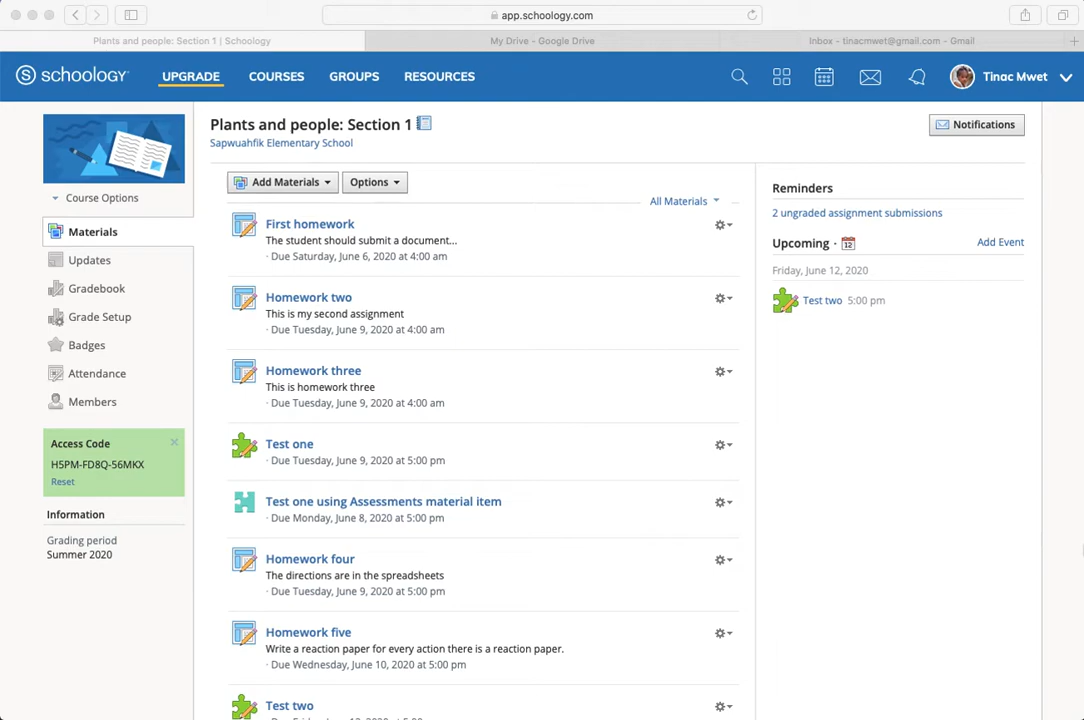 app.schoology.com
Plants and people: Section 1 | Schoology
My Drive - Google Drive
Inbox - tinacmwet@gmail.com - Gmail
S schoology
UPGRADE
COURSES
GROUPS
RESOURCES
Tinac Mwet
Plants and people: Section 1
Sapwuahfik Elementary School
Notifications
Course Options
Materials
Updates
Gradebook
Grade Setup
Badges
Attendance
Members
Access Code
H5PM-FD8Q-56MKX
Reset
Information
Grading period
Summer 2020
Add Materials
Options
All Materials
First homework
The student should submit a document...
· Due Saturday, June 6, 2020 at 4:00 am
Homework two
This is my second assignment
· Due Tuesday, June 9, 2020 at 4:00 am
Homework three
This is homework three
· Due Tuesday, June 9, 2020 at 4:00 am
Test one
· Due Tuesday, June 9, 2020 at 5:00 pm
Test one using Assessments material item
· Due Monday, June 8, 2020 at 5:00 pm
Homework four
The directions are in the spreadsheets
· Due Tuesday, June 9, 2020 at 5:00 pm
Homework five
Write a reaction paper for every action there is a reaction paper.
· Due Wednesday, June 10, 2020 at 5:00 pm
Test two
Reminders
2 ungraded assignment submissions
Upcoming · 12
Add Event
Friday, June 12, 2020
Test two 5:00 pm